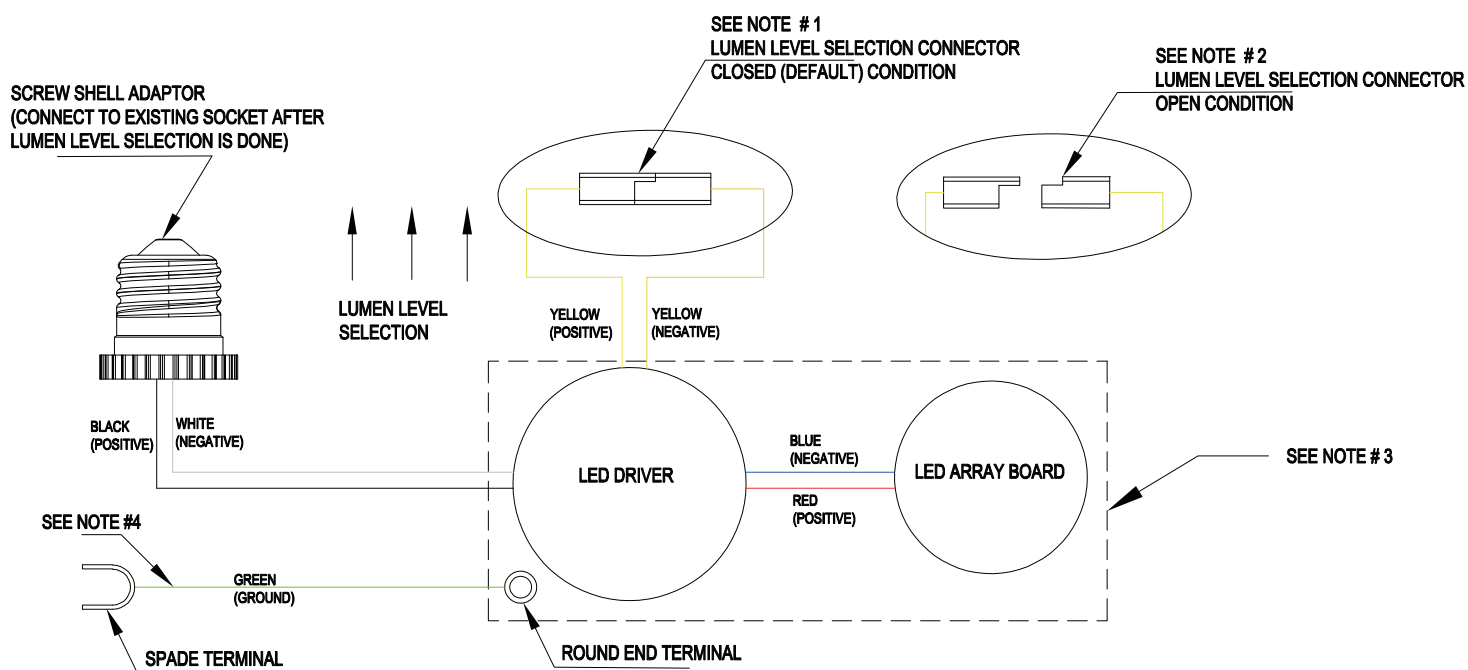 SEE NOTE # 1
LUMEN LEVEL SELECTION CONNECTOR
CLOSED (DEFAULT) CONDITION
SEE NOTE # 2
LUMEN LEVEL SELECTION CONNECTOR
OPEN CONDITION
SCREW SHELL ADAPTOR
(CONNECT TO EXISTING SOCKET AFTER
LUMEN LEVEL SELECTION IS DONE)
LUMEN LEVEL
SELECTION
YELLOW
(POSITIVE)
YELLOW
(NEGATIVE)
BLACK
(POSITIVE)
WHITE
(NEGATIVE)
LED DRIVER
BLUE
(NEGATIVE)
RED
(POSITIVE)
LED ARRAY BOARD
SEE NOTE # 3
SEE NOTE #4
GREEN
(GROUND)
SPADE TERMINAL
ROUND END TERMINAL